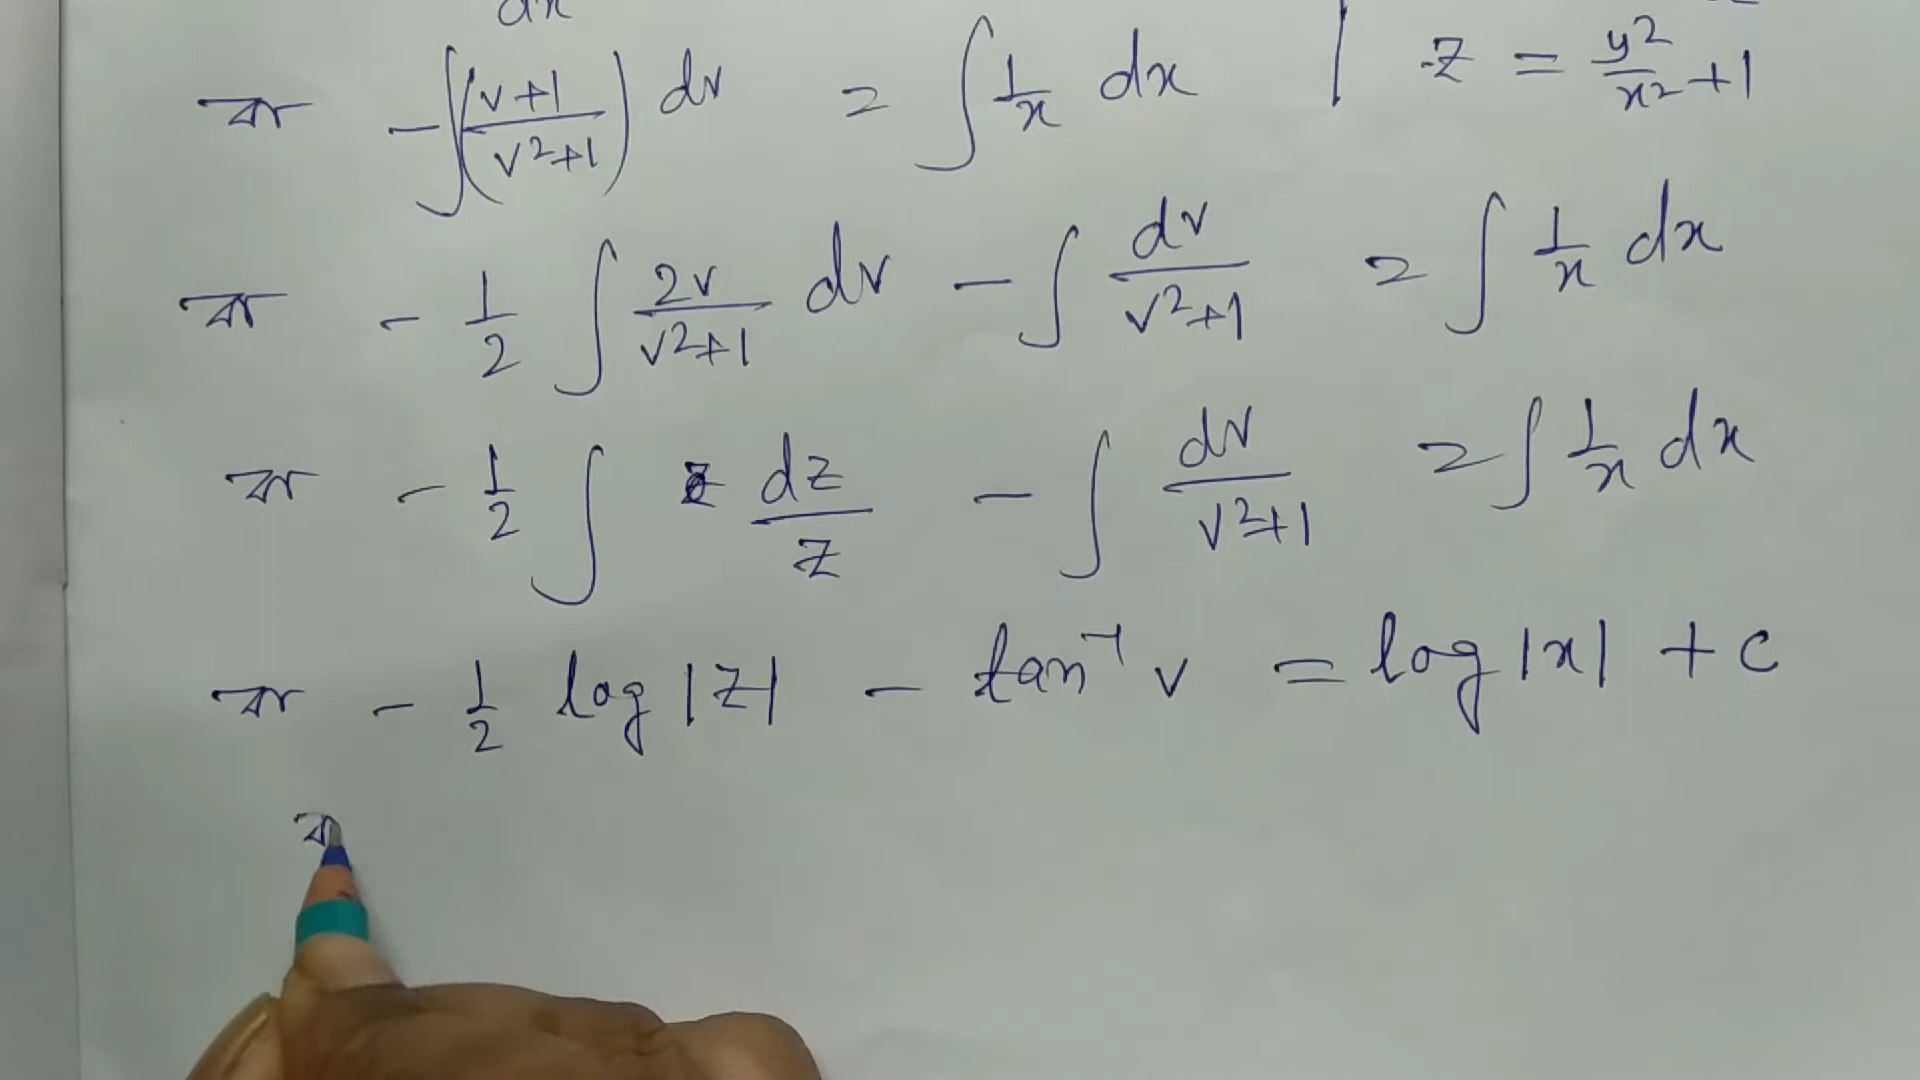 dx
বা -∫((v+1)/(v²+1)) dv = ∫ 1/x dx | z = y²/x² + 1
বা - 1/2 ∫ 2v/(v²+1) dv - ∫ dv/(v²+1) = ∫ 1/x dx
বা - 1/2 ∫ dz/z - ∫ dv/(v²+1) = ∫ 1/x dx
বা - 1/2 log |z| - tan⁻¹ v = log |x| + c
বা